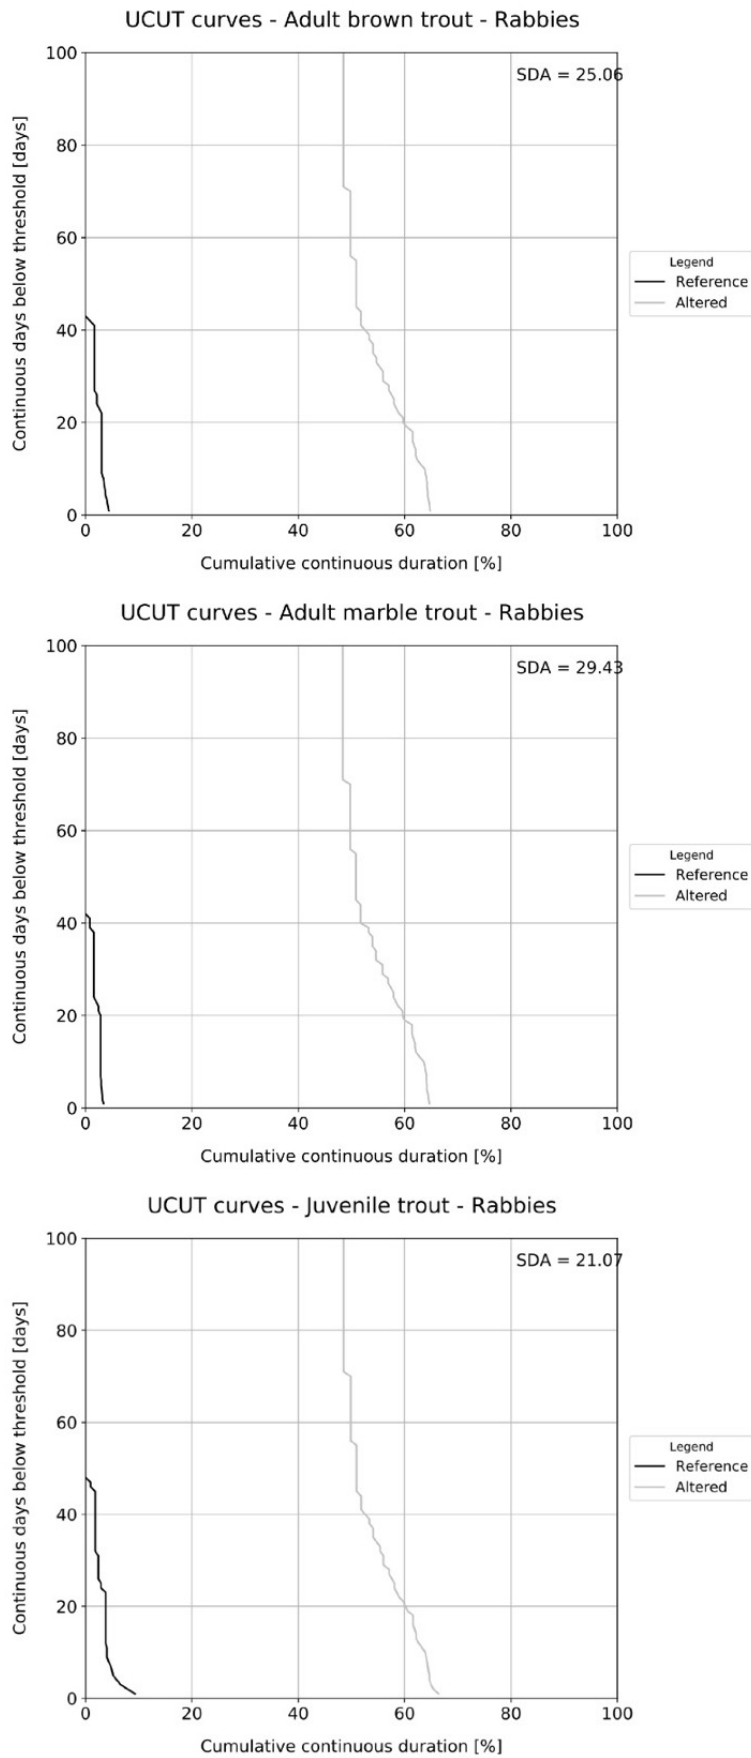 UCUT curves - Adult brown trout - Rabbies
SDA = 25.06
100
80
60
40
20
0
0 20 40 60 80 100
Continuous days below threshold [days]
Cumulative continuous duration [%]
Legend
Reference
Altered
UCUT curves - Adult marble trout - Rabbies
SDA = 29.43
100
80
60
40
20
0
0 20 40 60 80 100
Continuous days below threshold [days]
Cumulative continuous duration [%]
Legend
Reference
Altered
UCUT curves - Juvenile trout - Rabbies
SDA = 21.07
100
80
60
40
20
0
0 20 40 60 80 100
Continuous days below threshold [days]
Cumulative continuous duration [%]
Legend
Reference
Altered